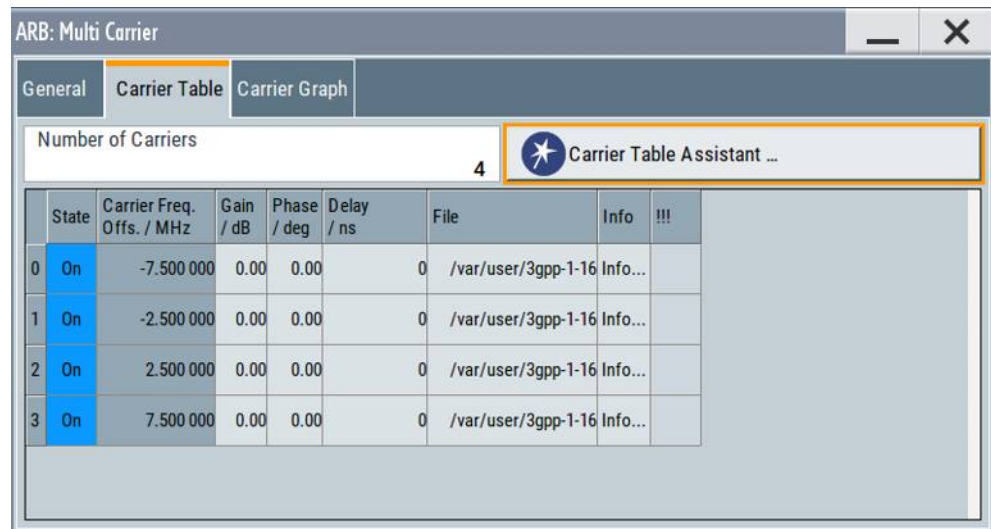 ARB: Multi Carrier
General Carrier Table Carrier Graph
Number of Carriers
4
Carrier Table Assistant ...
State Carrier Freq. Offs. / MHz Gain / dB Phase / deg Delay / ns File Info !!!
0 On -7.500 000 0.00 0.00 0 /var/user/3gpp-1-16 Info...
1 On -2.500 000 0.00 0.00 0 /var/user/3gpp-1-16 Info...
2 On 2.500 000 0.00 0.00 0 /var/user/3gpp-1-16 Info...
3 On 7.500 000 0.00 0.00 0 /var/user/3gpp-1-16 Info...